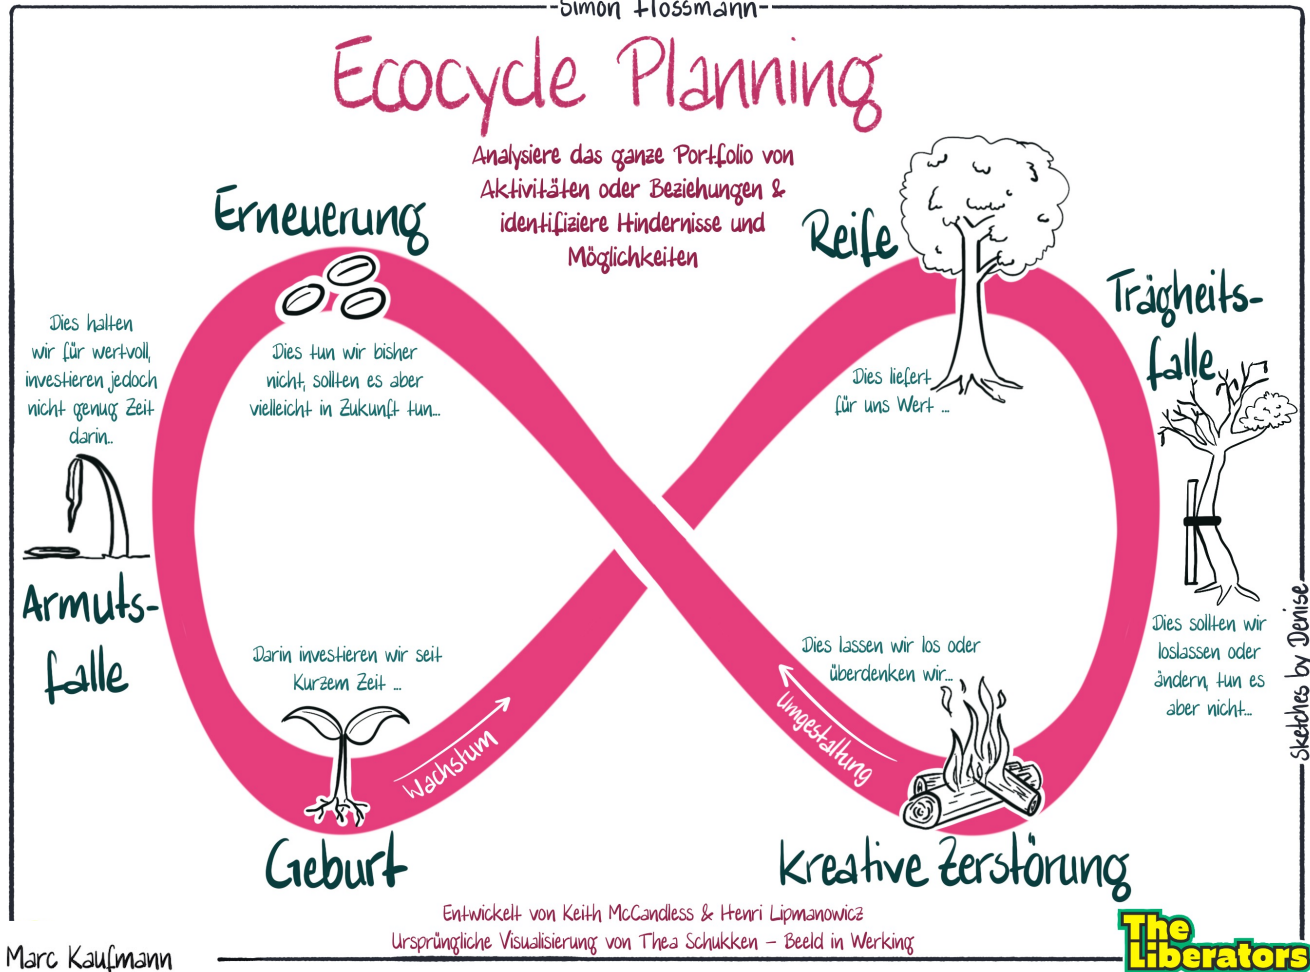 -Simon Flossmann-
Ecocycle Planning
Analysiere das ganze Portfolio von
Aktivitäten oder Beziehungen &
identifiziere Hindernisse und
Möglichkeiten
Erneuerung
Dies tun wir bisher
nicht, sollten es aber
vielleicht in Zukunft tun...
Reife
Dies liefert
für uns Wert ...
Trägheits-
falle
Dies sollten wir
loslassen oder
ändern, tun es
aber nicht...
Dies halten
wir für wertvoll,
investieren jedoch
nicht genug Zeit
darin..
Armuts-
falle
Darin investieren wir seit
Kurzem Zeit ...
Wachstum
Geburt
Dies lassen wir los oder
überdenken wir...
Umgestaltung
Kreative Zerstörung
Entwickelt von Keith McCandless & Henri Lipmanowicz
Ursprüngliche Visualisierung von Thea Schukken – Beeld in Werking
Marc Kaufmann
Sketches by Denise
The
Liberators